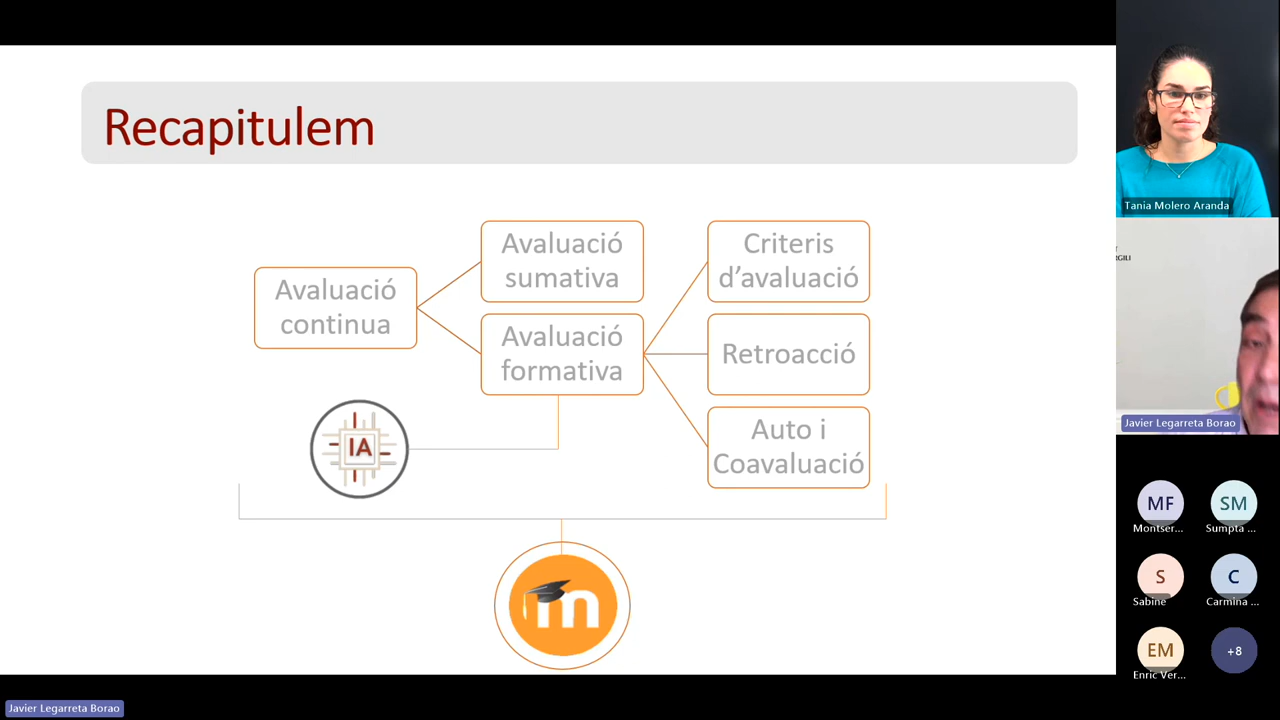 Recapitulem
Avaluació
continua
Avaluació
sumativa
Avaluació
formativa
Criteris
d’avaluació
Retroacció
Auto i
Coavaluació
IA
m
Tania Molero Aranda
Javier Legarreta Borao
MF
Montser...
SM
Sumpta ...
S
Sabine
C
Carmina ...
EM
Enric Ver...
+8
Javier Legarreta Borao